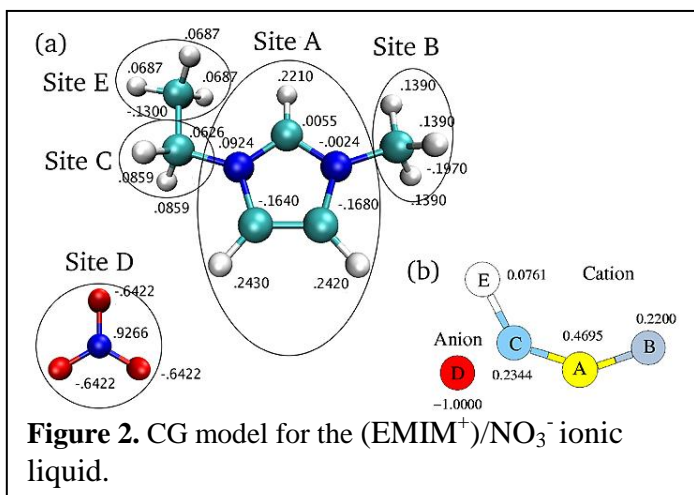 (a)
Site A
Site B
Site E
.0687
.0687
.0687
-.1300
.2210
.1390
.1390
-.1970
.1390
.0626
.0924
.0055
-.0024
Site C
.0859
.0859
-.1640
-.1680
.2430
.2420
Site D
-.6422
.9266
-.6422
-.6422
(b)
E
0.0761
Cation
0.2200
Anion
C
0.4695
B
D
A
0.2344
-1.0000
Figure 2. CG model for the (EMIM⁺)/NO₃⁻ ionic
liquid.